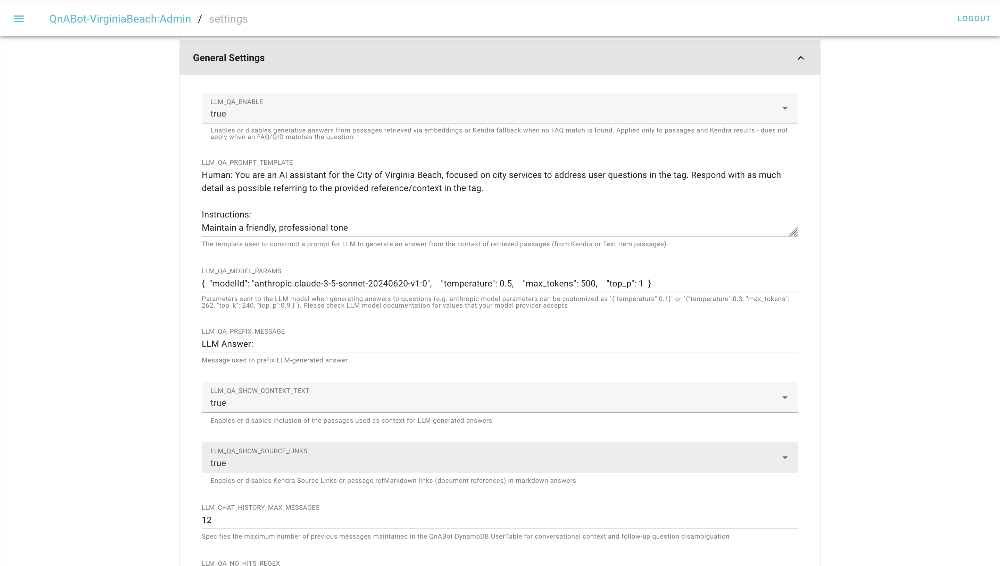 QnABot-VirginiaBeach:Admin / settings
LOGOUT
General Settings
LLM_QA_ENABLE
true
Enables or disables generative answers from passages retrieved via embeddings or Kendra fallback when no FAQ match is found. Applied only to passages and Kendra results - does not
apply when an FAQ/QID matches the question
LLM_QA_PROMPT_TEMPLATE
Human: You are an AI assistant for the City of Virginia Beach, focused on city services to address user questions in the tag. Respond with as much
detail as possible referring to the provided reference/context in the tag.
Instructions:
Maintain a friendly, professional tone
The template used to construct a prompt for LLM to generate an answer from the context of retrieved passages (from Kendra or Text Item passages)
LLM_QA_MODEL_PARAMS
{ "modelId": "anthropic.claude-3-5-sonnet-20240620-v1:0", "temperature": 0.5, "max_tokens": 500, "top_p": 1 }
Parameters sent to the LLM model when generating answers to questions (e.g. anthropic model parameters can be customized as `{"temperature":0.1}` or `{"temperature":0.3, "max_tokens":
262, "top_k": 240, "top_p":0.9 }`). Please check LLM model documentation for values that your model provider accepts
LLM_QA_PREFIX_MESSAGE
LLM Answer:
Message used to prefix LLM-generated answer
LLM_QA_SHOW_CONTEXT_TEXT
true
Enables or disables inclusion of the passages used as context for LLM-generated answers
LLM_QA_SHOW_SOURCE_LINKS
true
Enables or disables Kendra Source Links or passage refMarkdown links (document references) in markdown answers
LLM_CHAT_HISTORY_MAX_MESSAGES
12
Specifies the maximum number of previous messages maintained in the QnABot DynamoDB UserTable for conversational context and follow-up question disambiguation
LLM_QA_NO_HITS_REGEX